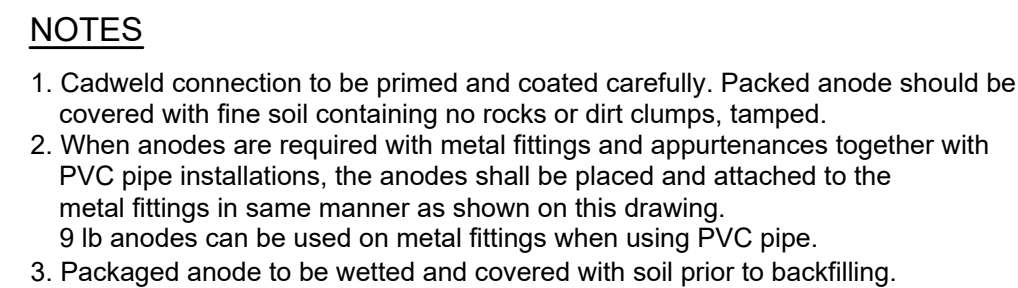 NOTES
1. Cadweld connection to be primed and coated carefully. Packed anode should be
covered with fine soil containing no rocks or dirt clumps, tamped.
2. When anodes are required with metal fittings and appurtenances together with
PVC pipe installations, the anodes shall be placed and attached to the
metal fittings in same manner as shown on this drawing.
9 lb anodes can be used on metal fittings when using PVC pipe.
3. Packaged anode to be wetted and covered with soil prior to backfilling.